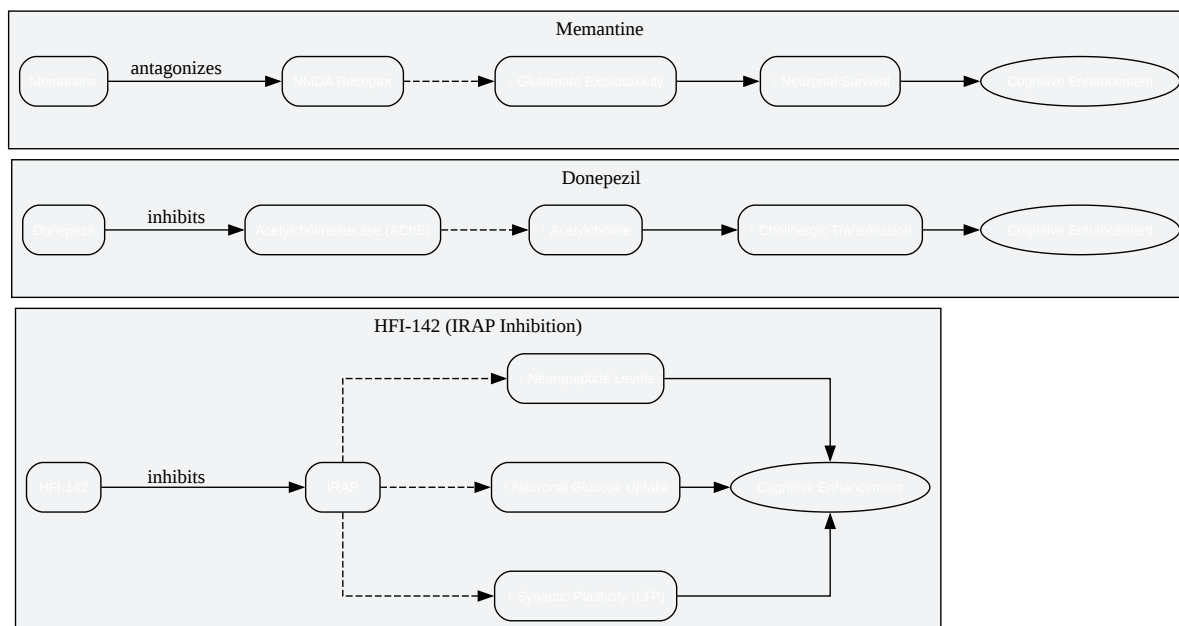 Memantine
Memantine
antagonizes
NMDA Receptor
↓ Glutamate Excitotoxicity
↑ Neuronal Survival
Cognitive Enhancement
Donepezil
Donepezil
inhibits
Acetylcholinesterase (AChE)
↑ Acetylcholine
↑ Cholinergic Transmission
Cognitive Enhancement
HFI-142 (IRAP Inhibition)
↑ Neuropeptide Levels
HFI-142
inhibits
IRAP
↑ Neuronal Glucose Uptake
Cognitive Enhancement
↑ Synaptic Plasticity (LTP)